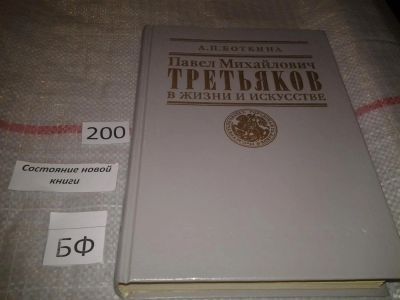 А.П.БОТКИНА
Павел Михайлович
ТРЕТЬЯКОВ
В ЖИЗНИ И ИСКУССТВЕ
200
Состояние новой
книги
БФ